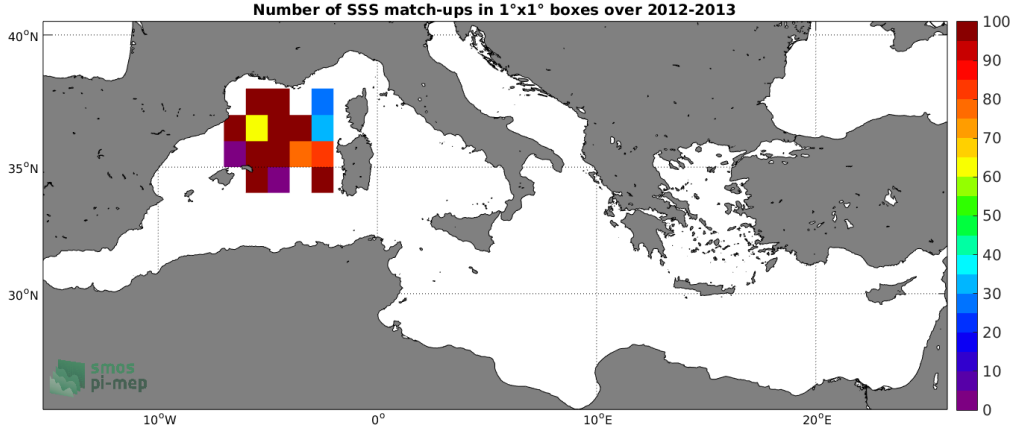 Number of SSS match-ups in 1°x1° boxes over 2012-2013
40°N
35°N
30°N
10°W
0°
10°E
20°E
100
90
80
70
60
50
40
30
20
10
0
smos
pi-mep